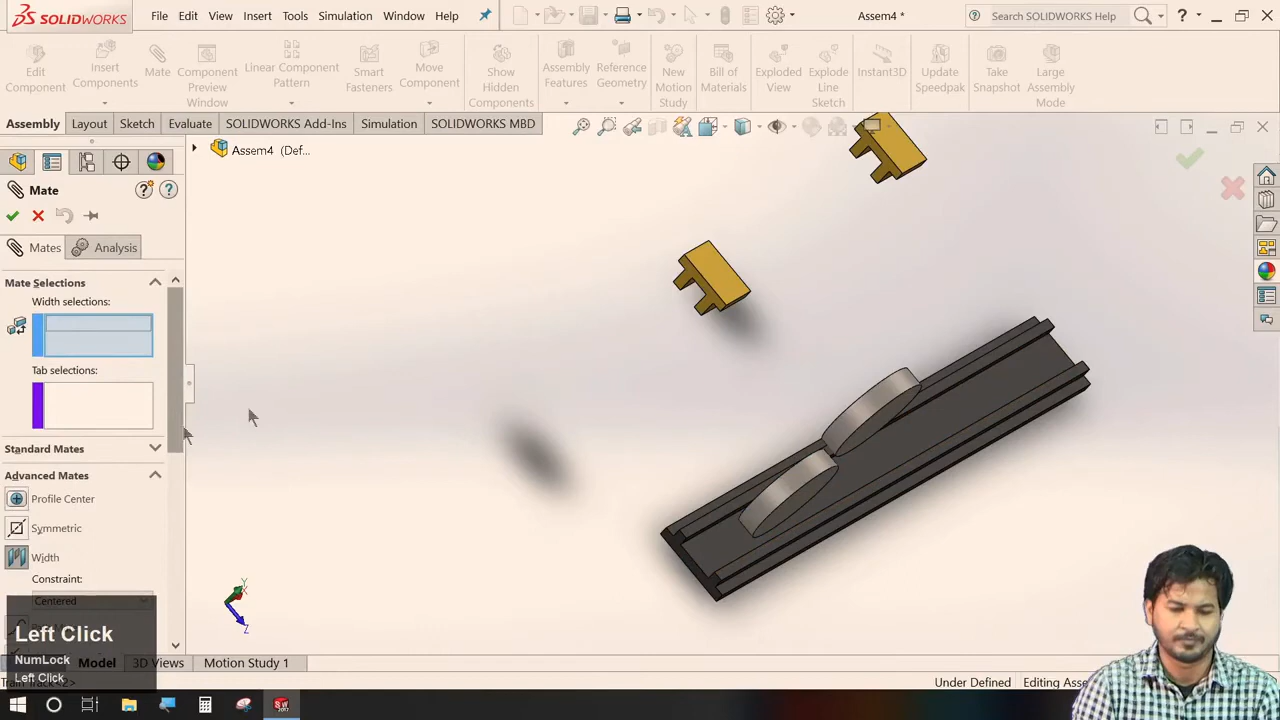 SOLIDWORKS
File Edit View Insert Tools Simulation Window Help
Assem4 *
Search SOLIDWORKS Help
Edit Component
Insert Components
Mate
Component Preview Window
Linear Component Pattern
Smart Fasteners
Move Component
Show Hidden Components
Assembly Features
Reference Geometry
New Motion Study
Bill of Materials
Exploded View
Explode Line Sketch
Instant3D
Update Speedpak
Take Snapshot
Large Assembly Mode
Assembly Layout Sketch Evaluate SOLIDWORKS Add-Ins Simulation SOLIDWORKS MBD
Assem4 (Def...
Mate
Mates Analysis
Mate Selections
Width selections:
Tab selections:
Standard Mates
Advanced Mates
Profile Center
Symmetric
Width
Constraint:
Centered
Left Click
NumLock
Left Click
Model 3D Views Motion Study 1
Under Defined Editing Ass
Y
Z